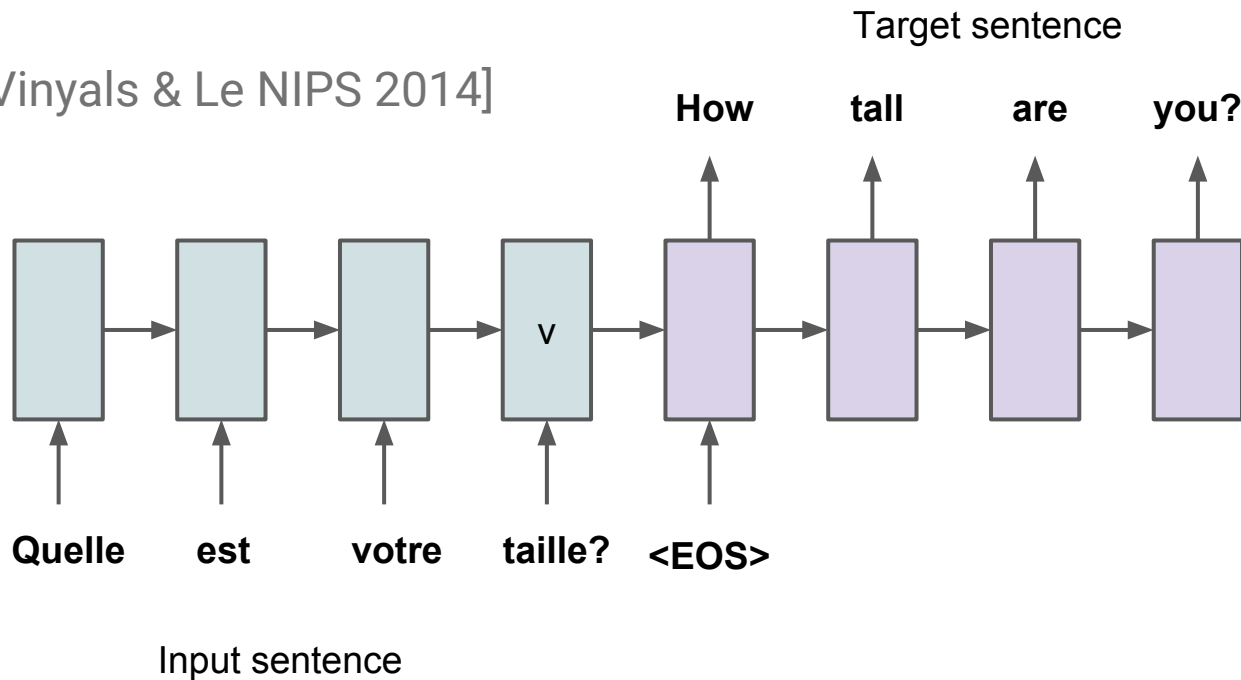 Target sentence
Vinyals & Le NIPS 2014]
How tall are you?
v
Quelle est votre taille? <EOS>
Input sentence